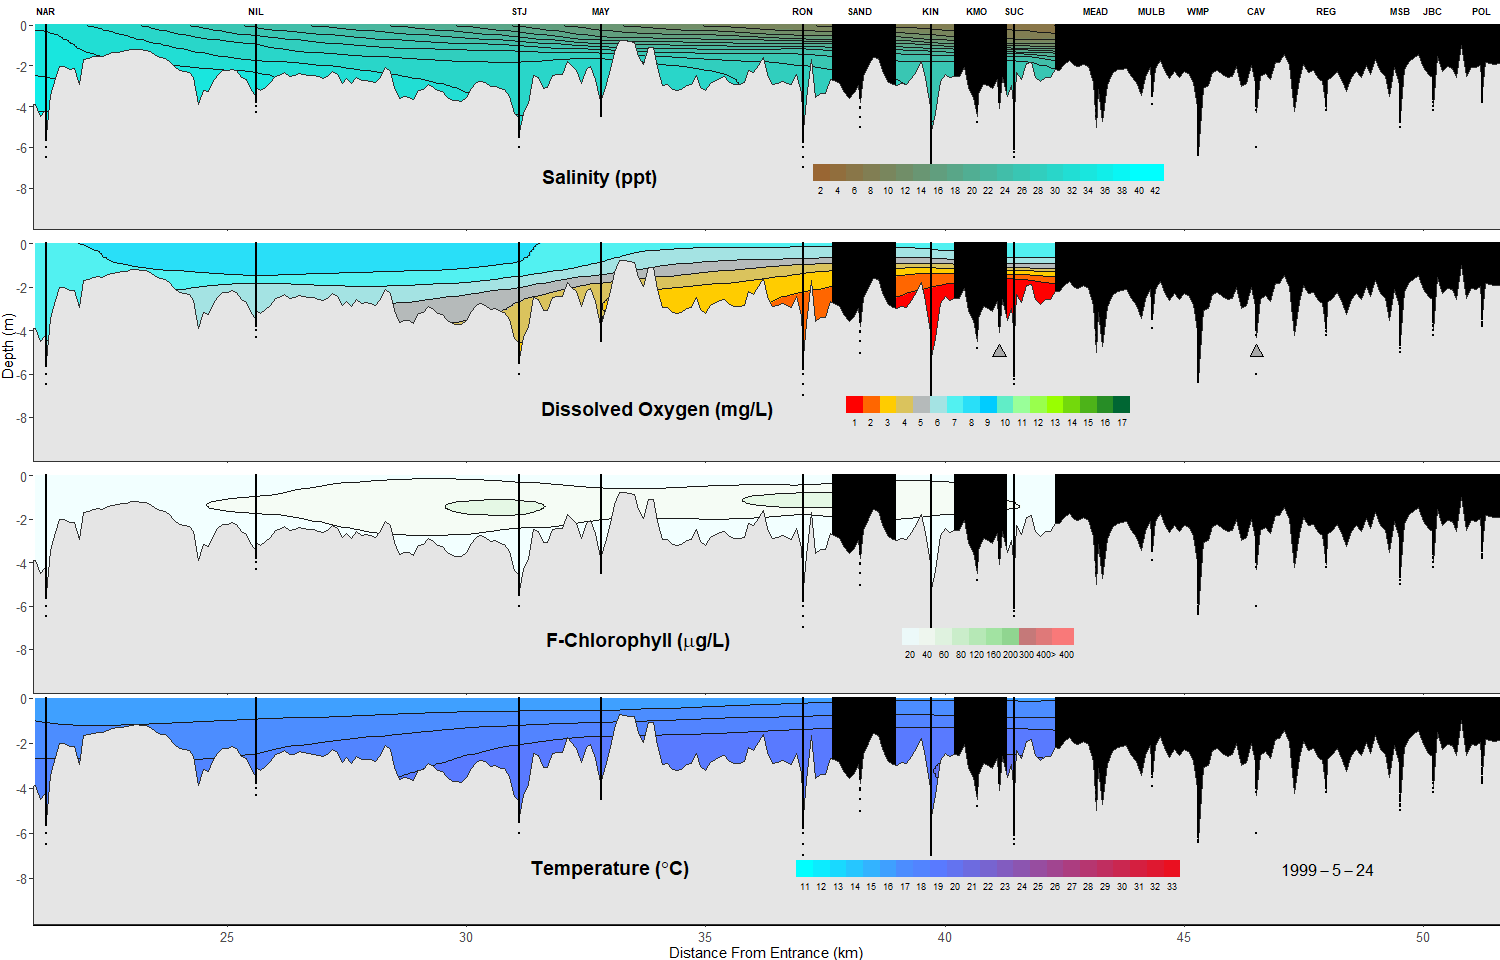 NAR NIL STJ MAY RON SAND KIN KMO SUC MEAD MULB WMP CAV REG MSB JBC POL
0
-2
-4
-6
-8
Salinity (ppt)
2 4 6 8 10 12 14 16 18 20 22 24 26 28 30 32 34 36 38 40 42
0
-2
-4
-6
-8
Depth (m)
Dissolved Oxygen (mg/L)
1 2 3 4 5 6 7 8 9 10 11 12 13 14 15 16 17
0
-2
-4
-6
-8
F-Chlorophyll (μg/L)
20 40 60 80 120 160 200 300 400 > 400
0
-2
-4
-6
-8
Temperature (°C)
11 12 13 14 15 16 17 18 19 20 21 22 23 24 25 26 27 28 29 30 31 32 33
1999 – 5 – 24
25 30 35 40 45 50
Distance From Entrance (km)